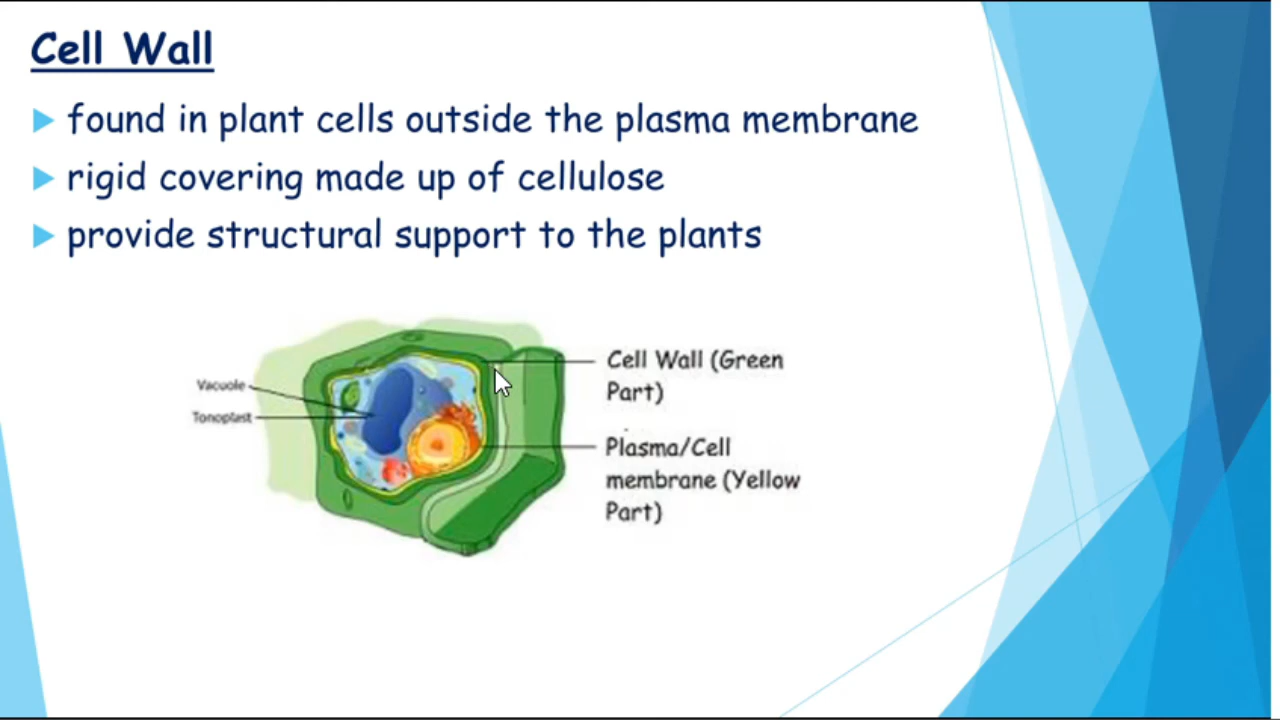 Cell Wall
found in plant cells outside the plasma membrane
rigid covering made up of cellulose
provide structural support to the plants
Cell Wall (Green
Part)
Vacuole
Tonoplast
Plasma/Cell
membrane (Yellow
Part)